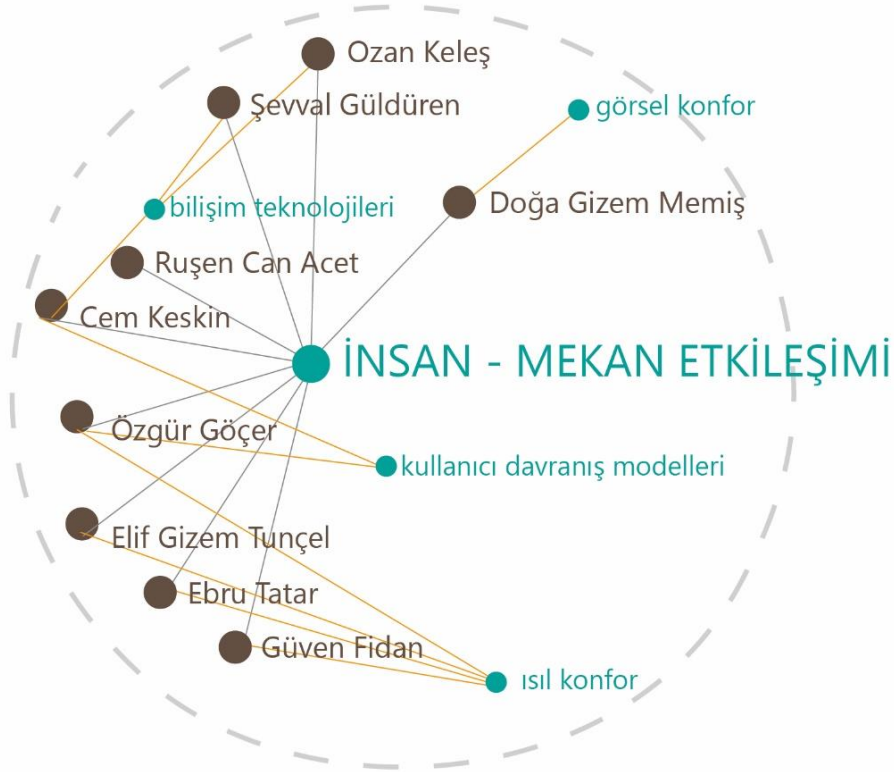 Ozan Keleş
Şevval Güldüren
görsel konfor
bilişim teknolojileri
Doğa Gizem Memiş
Ruşen Can Acet
Cem Keskin
İNSAN - MEKAN ETKİLEŞİMİ
Özgür Göçer
kullanıcı davranış modelleri
Elif Gizem Tunçel
Ebru Tatar
Güven Fidan
ısıl konfor